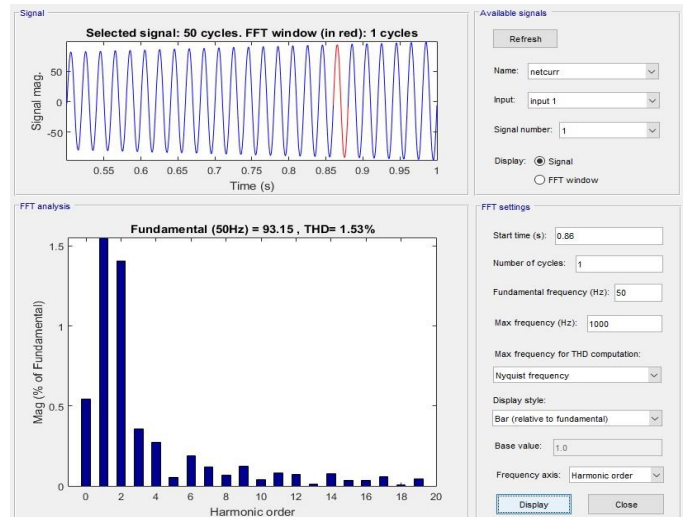 Signal
Selected signal: 50 cycles. FFT window (in red): 1 cycles
50
0
-50
Signal mag.
0.55 0.6 0.65 0.7 0.75 0.8 0.85 0.9 0.95 1
Time (s)
Available signals
Refresh
Name: netcurr
Input: input 1
Signal number: 1
Display: Signal
FFT window
FFT analysis
Fundamental (50Hz) = 93.15 , THD= 1.53%
1.5
1
0.5
0
Mag (% of Fundamental)
0 2 4 6 8 10 12 14 16 18 20
Harmonic order
FFT settings
Start time (s): 0.86
Number of cycles: 1
Fundamental frequency (Hz): 50
Max frequency (Hz): 1000
Max frequency for THD computation:
Nyquist frequency
Display style:
Bar (relative to fundamental)
Base value: 1.0
Frequency axis: Harmonic order
Display Close